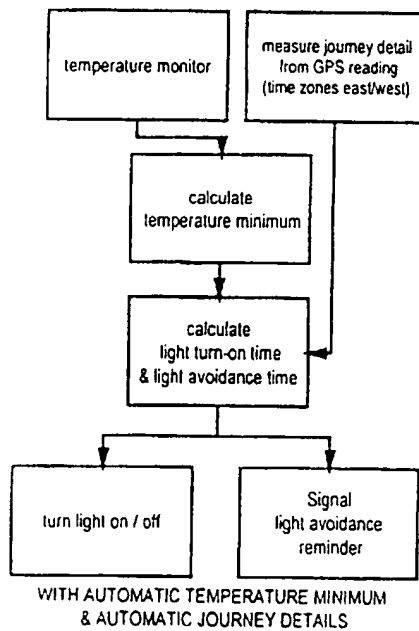 temperature monitor
measure journey detail
from GPS reading
(time zones east/west)
calculate
temperature minimum
calculate
light turn-on time
& light avoidance time
turn light on / off
Signal
light avoidance
reminder
WITH AUTOMATIC TEMPERATURE MINIMUM
& AUTOMATIC JOURNEY DETAILS